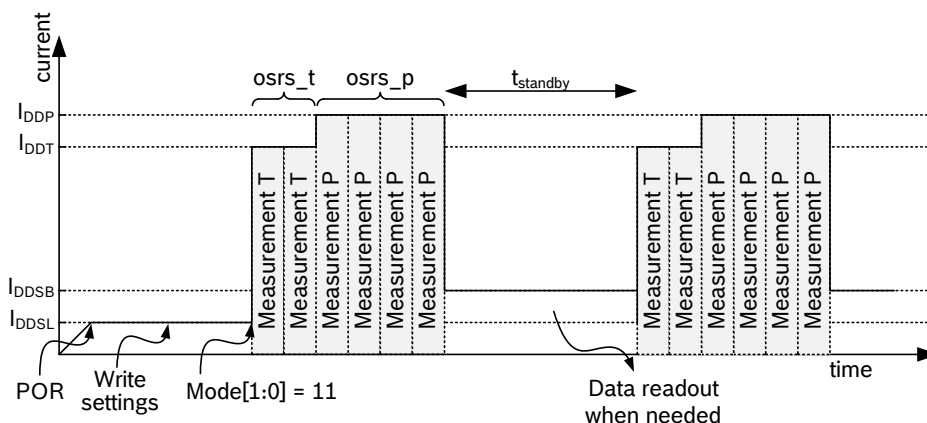 current
osrs_t
osrs_p
tstandby
IDDP
IDDT
Measurement T
Measurement T
Measurement P
Measurement P
Measurement P
Measurement P
Measurement T
Measurement T
Measurement P
Measurement P
Measurement P
Measurement P
IDDSB
IDDSL
time
POR
Write
settings
Mode[1:0] = 11
Data readout
when needed